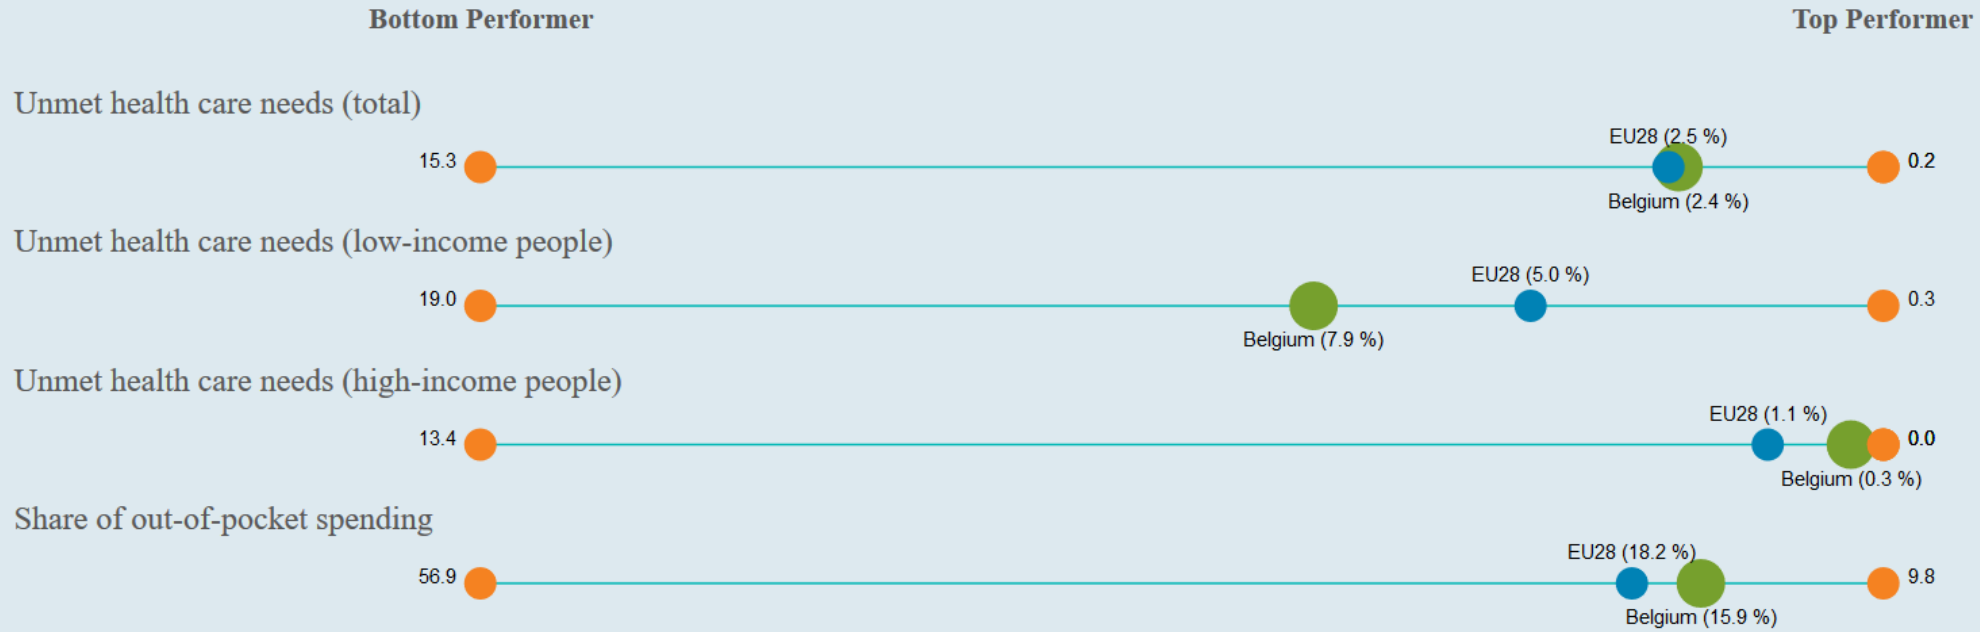 Bottom Performer
Top Performer
Unmet health care needs (total)
EU28 (2.5 %)
15.3
0.2
Belgium (2.4 %)
Unmet health care needs (low-income people)
EU28 (5.0 %)
19.0
0.3
Belgium (7.9 %)
Unmet health care needs (high-income people)
EU28 (1.1 %)
13.4
0.0
Belgium (0.3 %)
Share of out-of-pocket spending
EU28 (18.2 %)
56.9
9.8
Belgium (15.9 %)